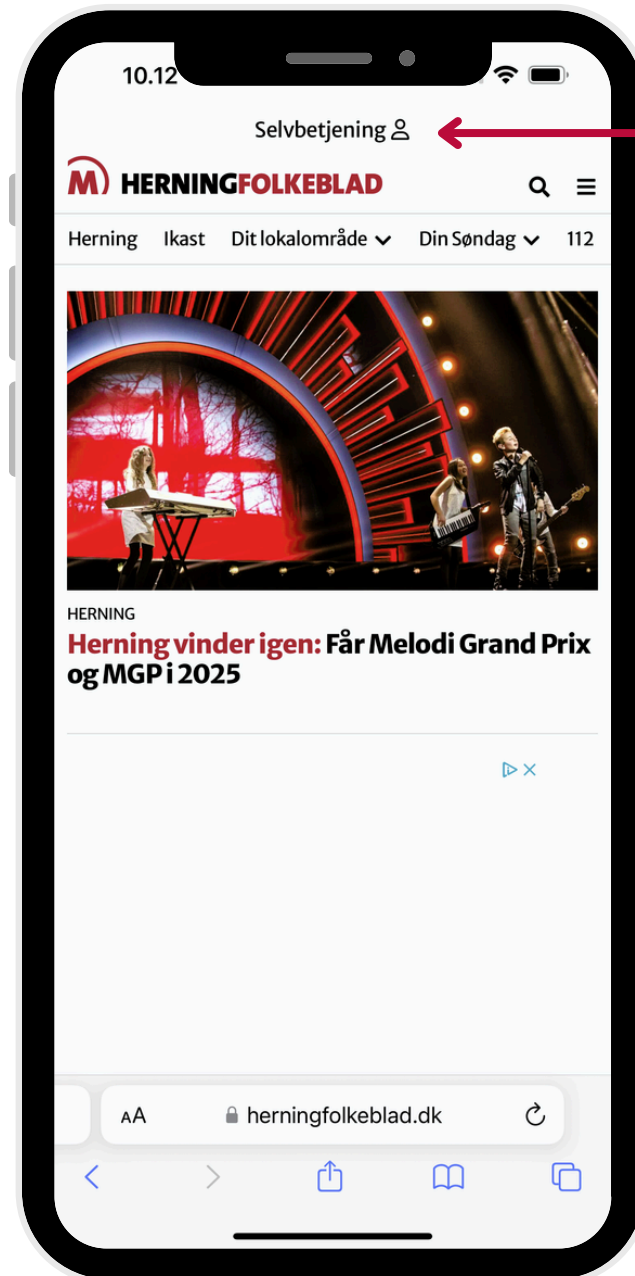 10.12
Selvbetjening
M HERNINGFOLKEBLAD
Herning Ikast Dit lokalområde Din Søndag 112
HERNING
Herning vinder igen: Får Melodi Grand Prix
og MGP i 2025
AA herningfolkeblad.dk